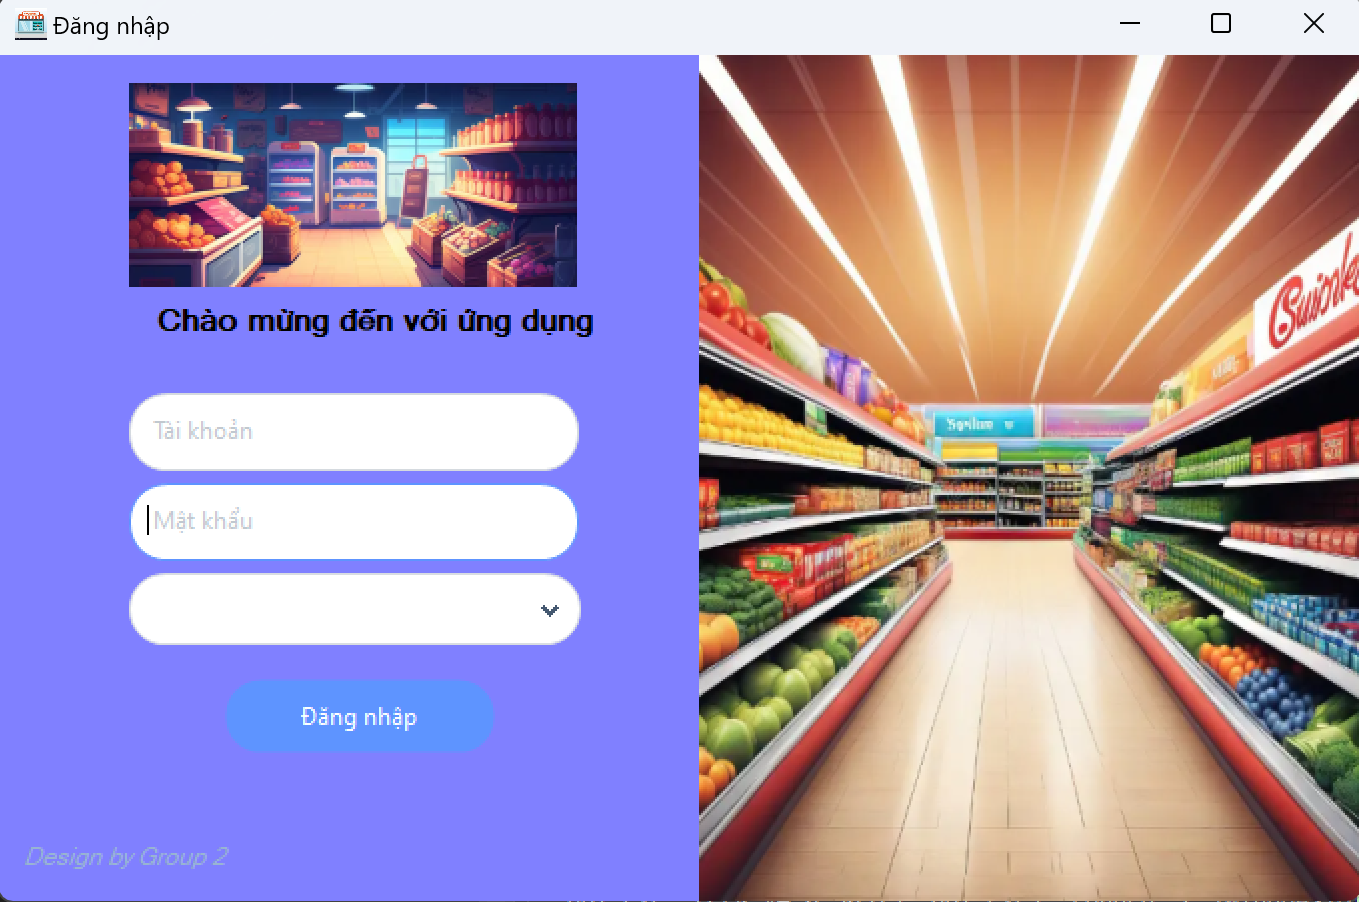 Đăng nhập
Chào mừng đến với ứng dụng
Tài khoản
Mật khẩu
Đăng nhập
Design by Group 2